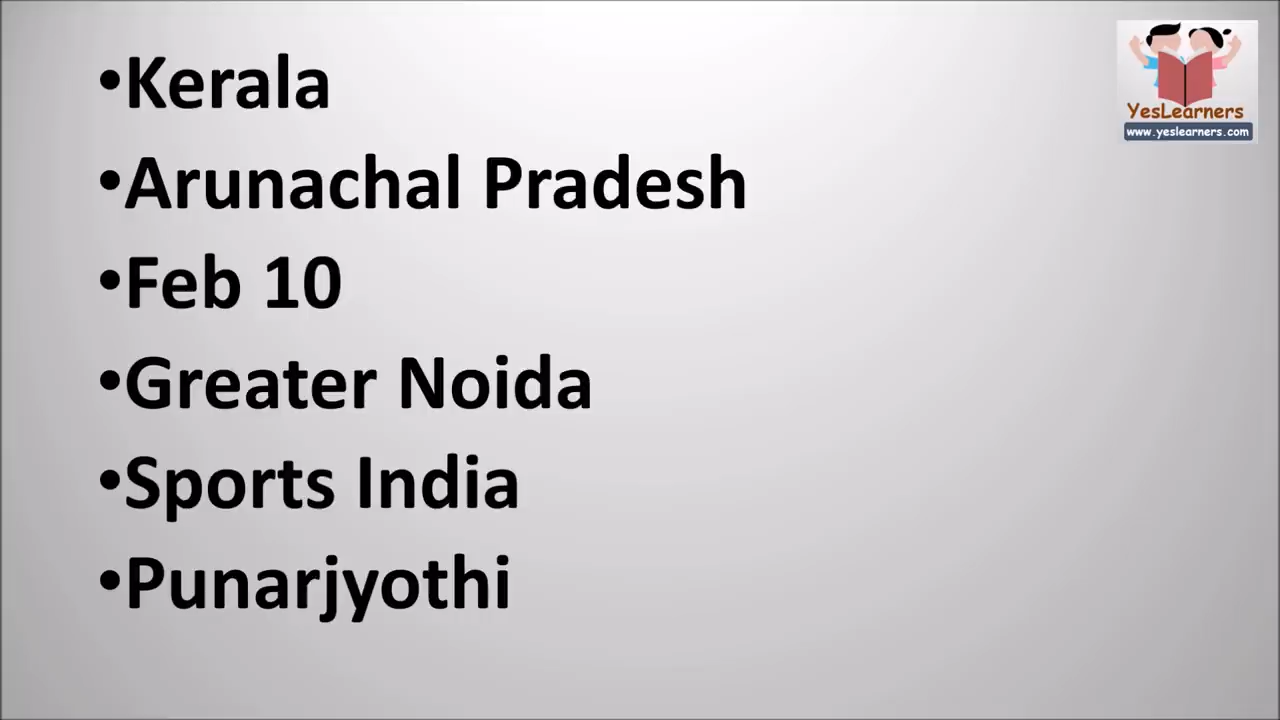 •Kerala
•Arunachal Pradesh
•Feb 10
•Greater Noida
•Sports India
•Punarjyothi
YesLearners
www.yeslearners.com